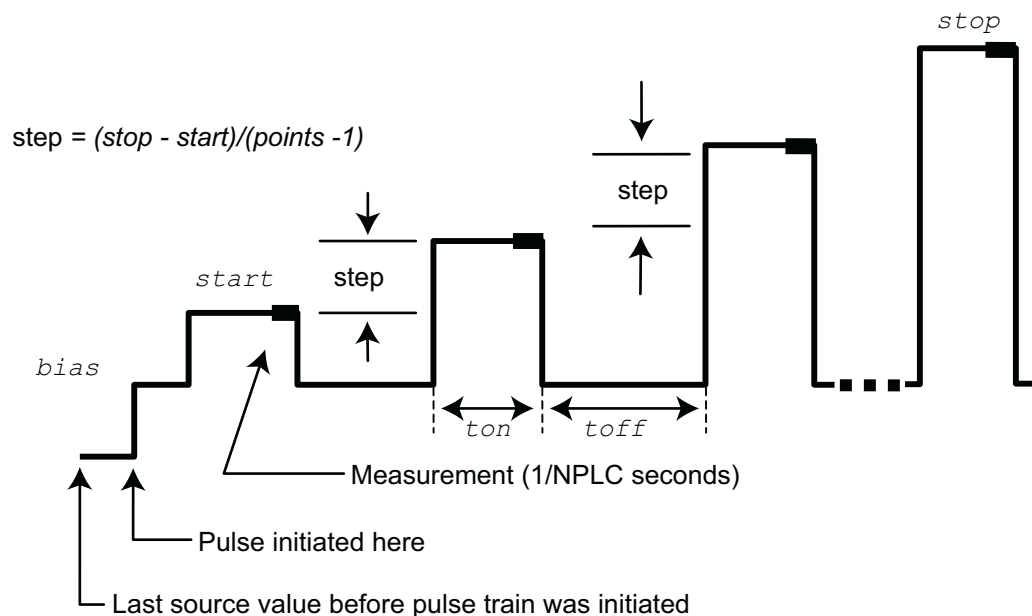 stop
step = (stop - start)/(points -1)
step
step
start
bias
ton
toff
Measurement (1/NPLC seconds)
Pulse initiated here
Last source value before pulse train was initiated